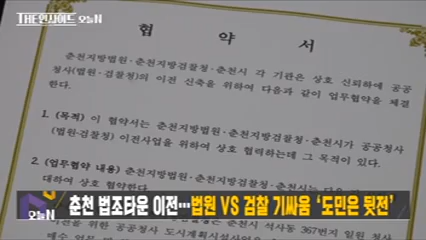 THE인사이드 오늘N
협 약 서
춘천지방법원·춘천지방검찰청·춘천시 각 기관은 상호 신뢰하에 공공
청사(법원·검찰청)의 이전 신축을 위하여 다음과 같이 업무협약을 체결
한다.
1. (목적) 이 협약서는 춘천지방법원·춘천지방검찰청·춘천시가 공공청사
(법원·검찰청) 이전사업을 위하여 상호 협력하는데 그 목적이 있다.
2. (업무협약 내용) 춘천지방법원·춘천지방검찰청·춘천시는 다음
대하여 상호 협약한다.
춘천 법조타운 이전…법원 VS 검찰 기싸움 ‘도민은 뒷전’
오늘N
춘천시 석사동 367번지 일원
공공청사 도시계획시설사업